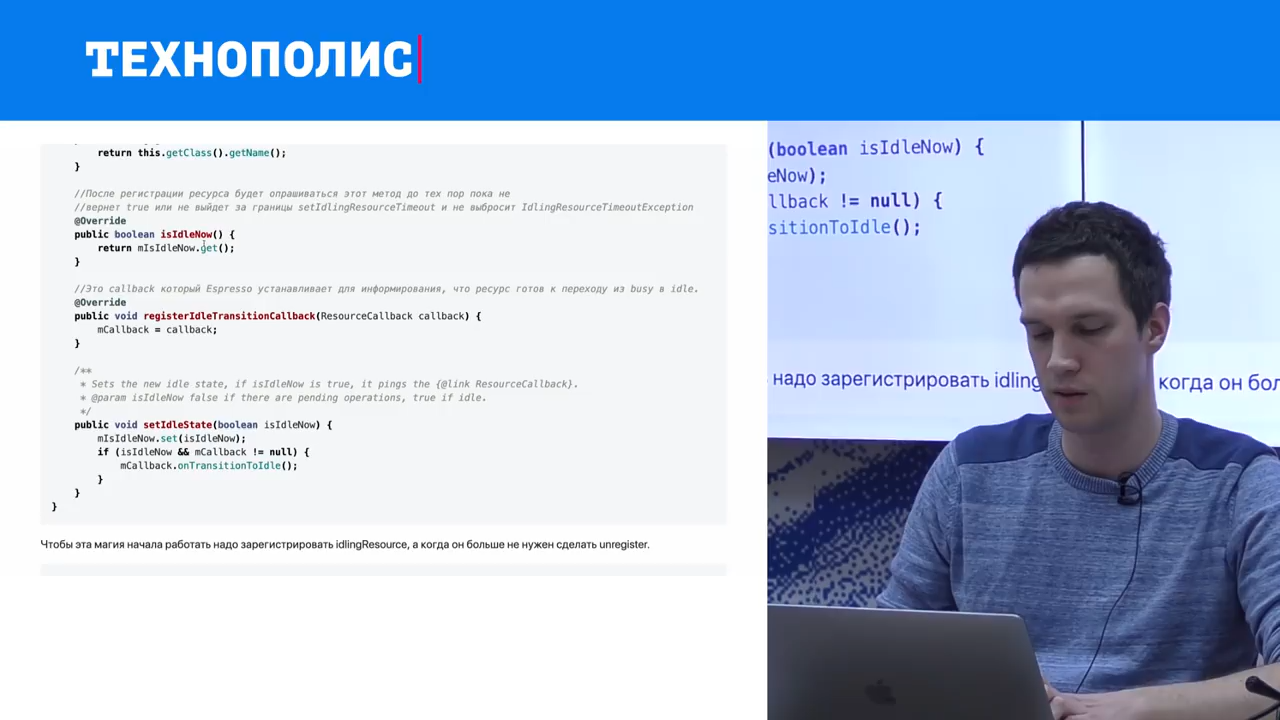 ТЕХНОПОЛИС
return this.getClass().getName();
}
//После регистрации ресурса будет опрашиваться этот метод до тех пор пока не
//вернет true или не выйдет за границы setIdlingResourceTimeout и не выбросит IdlingResourceTimeoutException
@Override
public boolean isIdleNow() {
return mIsIdleNow.get();
}
//Это callback который Espresso устанавливает для информирования, что ресурс готов к переходу из busy в idle.
@Override
public void registerIdleTransitionCallback(ResourceCallback callback) {
mCallback = callback;
}
/**
* Sets the new idle state, if isIdleNow is true, it pings the {@link ResourceCallback}.
* @param isIdleNow false if there are pending operations, true if idle.
*/
public void setIdleState(boolean isIdleNow) {
mIsIdleNow.set(isIdleNow);
if (isIdleNow && mCallback != null) {
mCallback.onTransitionToIdle();
}
}
}
Чтобы эта магия начала работать надо зарегистрировать idlingResource, а когда он больше не нужен сделать unregister.
(boolean isIdleNow) {
eNow);
llback != null) {
sitionToIdle();
надо зарегистрировать idling когда он бол